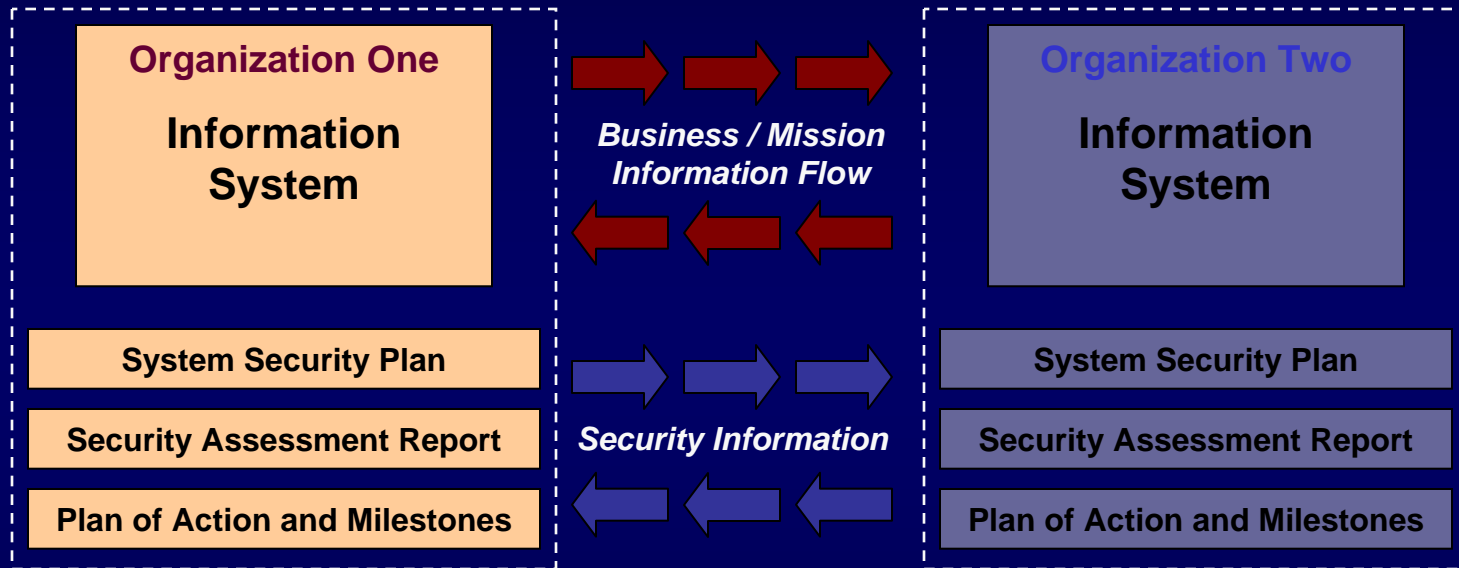 Organization One
Information
System
System Security Plan
Security Assessment Report
Plan of Action and Milestones
Business / Mission
Information Flow
Security Information
Organization Two
Information
System
System Security Plan
Security Assessment Report
Plan of Action and Milestones